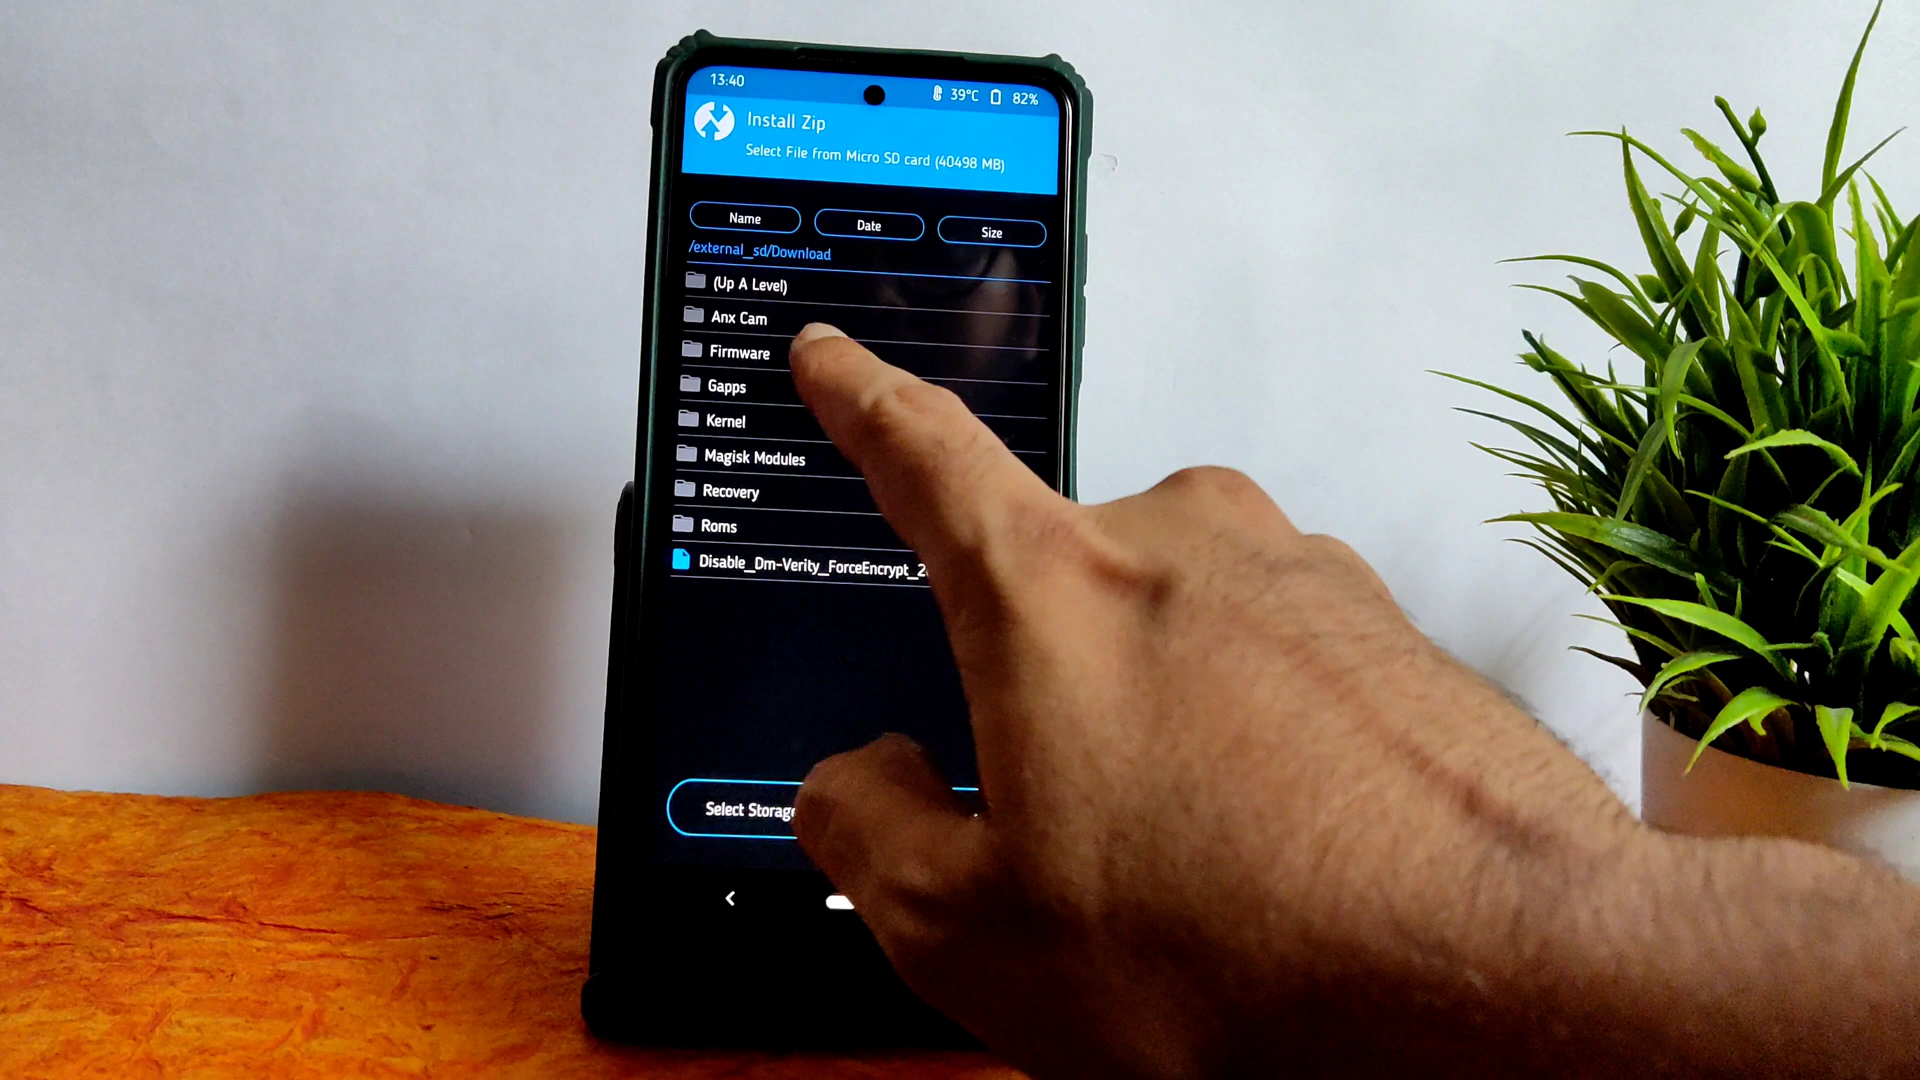 13:40 39°C 82%
Install Zip
Select File from Micro SD card (40498 MB)
Name Date Size
/external_sd/Download
(Up A Level)
Anx Cam
Firmware
Gapps
Kernel
Magisk Modules
Recovery
Roms
Disable_Dm-Verity_ForceEncrypt_2
Select Storage